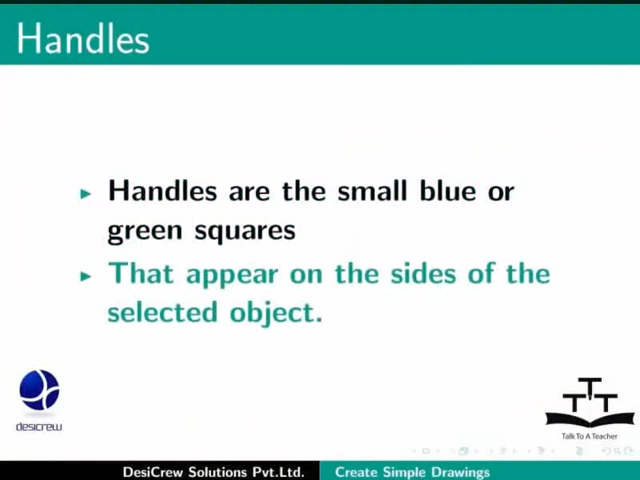 Handles
Handles are the small blue or
green squares
That appear on the sides of the
selected object.
desicrew
T T T
Talk To A Teacher
DesiCrew Solutions Pvt.Ltd.
Create Simple Drawings